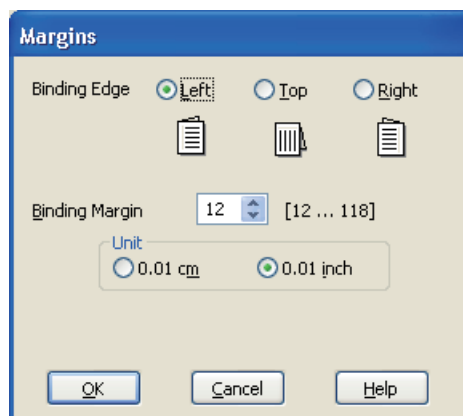 Margins
Binding Edge Left Top Right
Binding Margin 12 [12 ... 118]
Unit
0.01 cm 0.01 inch
OK Cancel Help